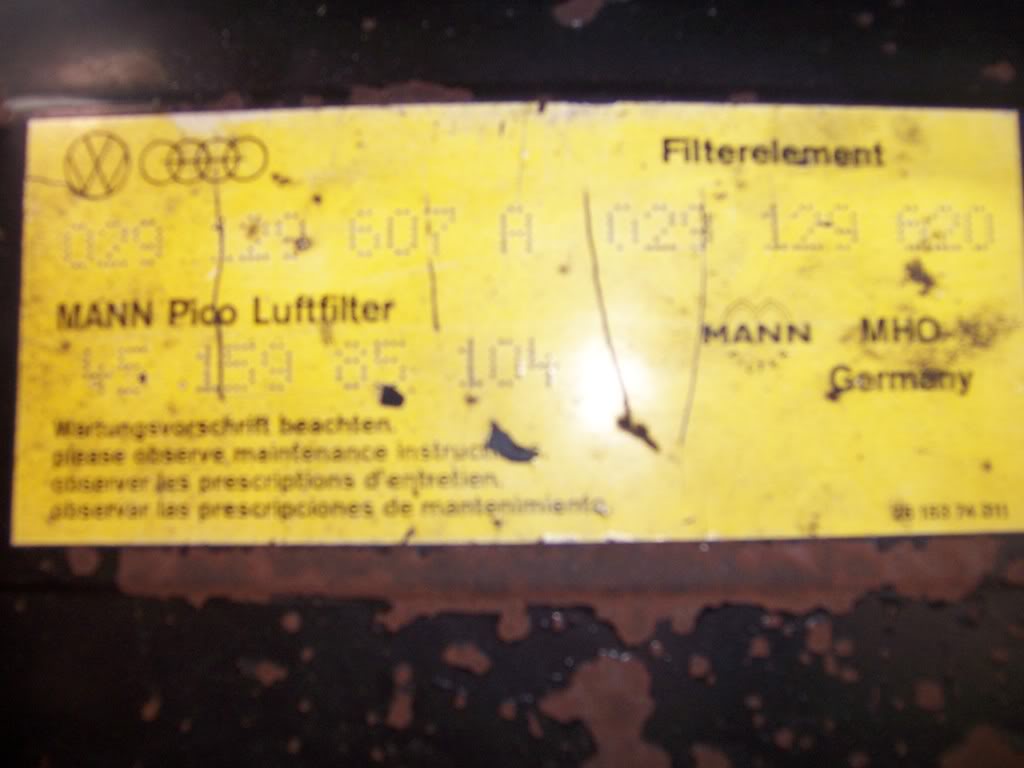 Filterelement
029 129 607 A 029 129 620
MANN Pico Luftfilter MANN MHO
45 159 85 104 Germany
Wartungsvorschrift beachten.
please observe maintenance
observer les prescriptions d'entretien.
observar las prescripciones de mantenimiento.